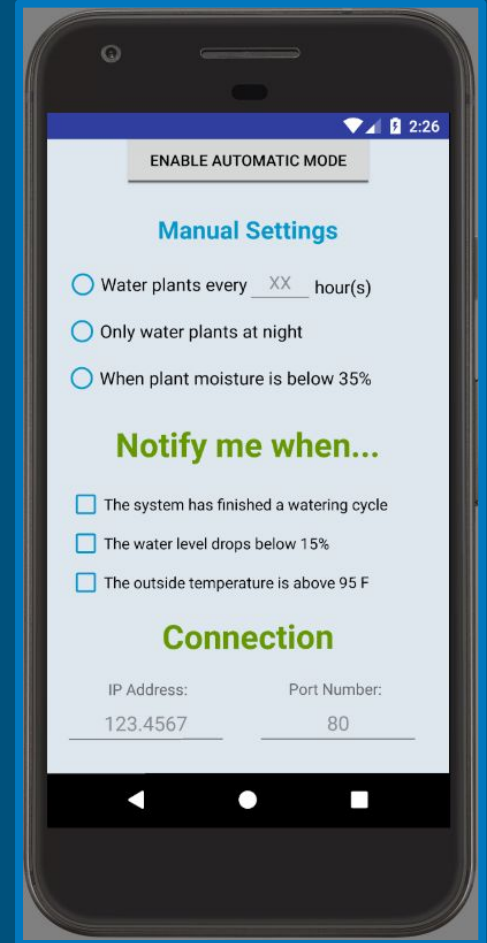 2:26
ENABLE AUTOMATIC MODE
Manual Settings
Water plants every XX hour(s)
Only water plants at night
When plant moisture is below 35%
Notify me when...
The system has finished a watering cycle
The water level drops below 15%
The outside temperature is above 95 F
Connection
IP Address: Port Number:
123.4567 80